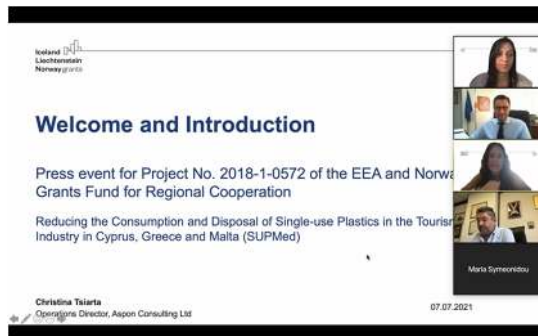 Iceland
Liechtenstein
Norway grants
Welcome and Introduction
Press event for Project No. 2018-1-0572 of the EEA and Norwa
Grants Fund for Regional Cooperation
Reducing the Consumption and Disposal of Single-use Plastics in the Tourism
Industry in Cyprus, Greece and Malta (SUPMed)
Christina Tsiarta
Operations Director, Aspon Consulting Ltd
07.07.2021
Maria Symeonidou